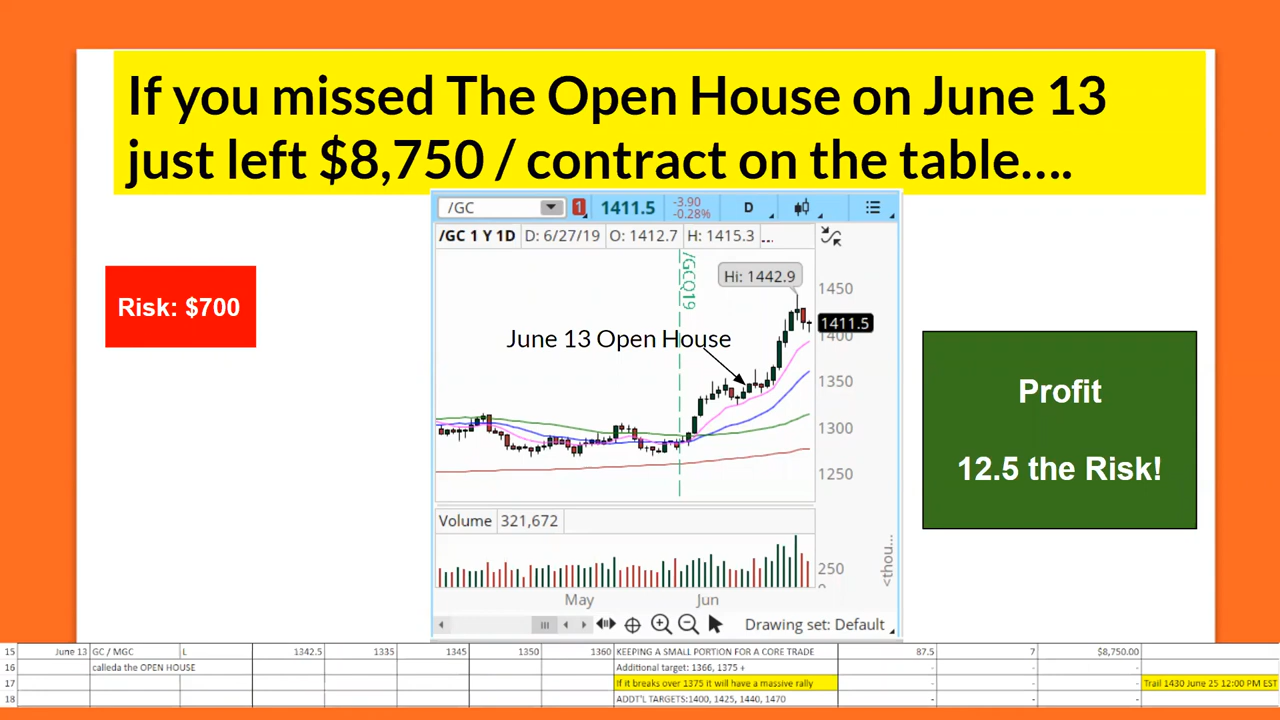 If you missed The Open House on June 13
just left $8,750 / contract on the table....
/GC 1 1411.5 -3.90 -0.28% D
/GC 1 Y 1D D: 6/27/19 O: 1412.7 H: 1415.3 ...
/GCQ19
Hi: 1442.9
1450
1411.5
1400
1350
1300
1250
June 13 Open House
Risk: $700
Profit
12.5 the Risk!
Volume 321,672
250
0
<thou...
May Jun
Drawing set: Default
15 June 13 GC / MGC L 1342.5 1335 1345 1350 1360 KEEPING A SMALL PORTION FOR A CORE TRADE 87.5 7 $8,750.00
16 calleda the OPEN HOUSE Additional target: 1366, 1375 + - - -
17 If it breaks over 1375 it will have a massive rally - - - Trail 1430 June 25 12:00 PM EST
18 ADDT'L TARGETS:1400, 1425, 1440, 1470 - - -